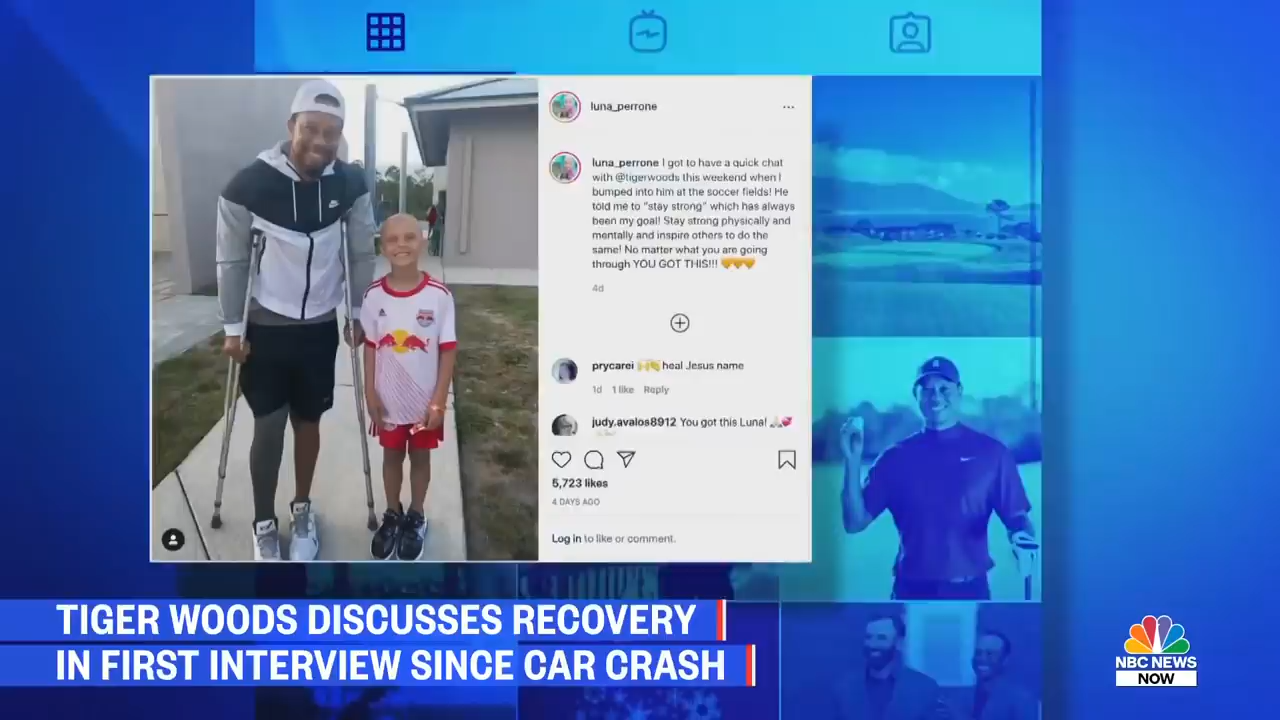 luna_perrone
luna_perrone I got to have a quick chat
with @tigerwoods this weekend when I
bumped into him at the soccer fields! He
told me to "stay strong" which has always
been my goal! Stay strong physically and
mentally and inspire others to do the
same! No matter what you are going
through YOU GOT THIS!!! 🧡🧡🧡
4d
prycarei 🙌👏 heal Jesus name
1d 1 like Reply
judy.avalos8912 You got this Luna! 🙏🏻💞
5,723 likes
4 DAYS AGO
Log in to like or comment.
TIGER WOODS DISCUSSES RECOVERY
IN FIRST INTERVIEW SINCE CAR CRASH
NBC NEWS
NOW